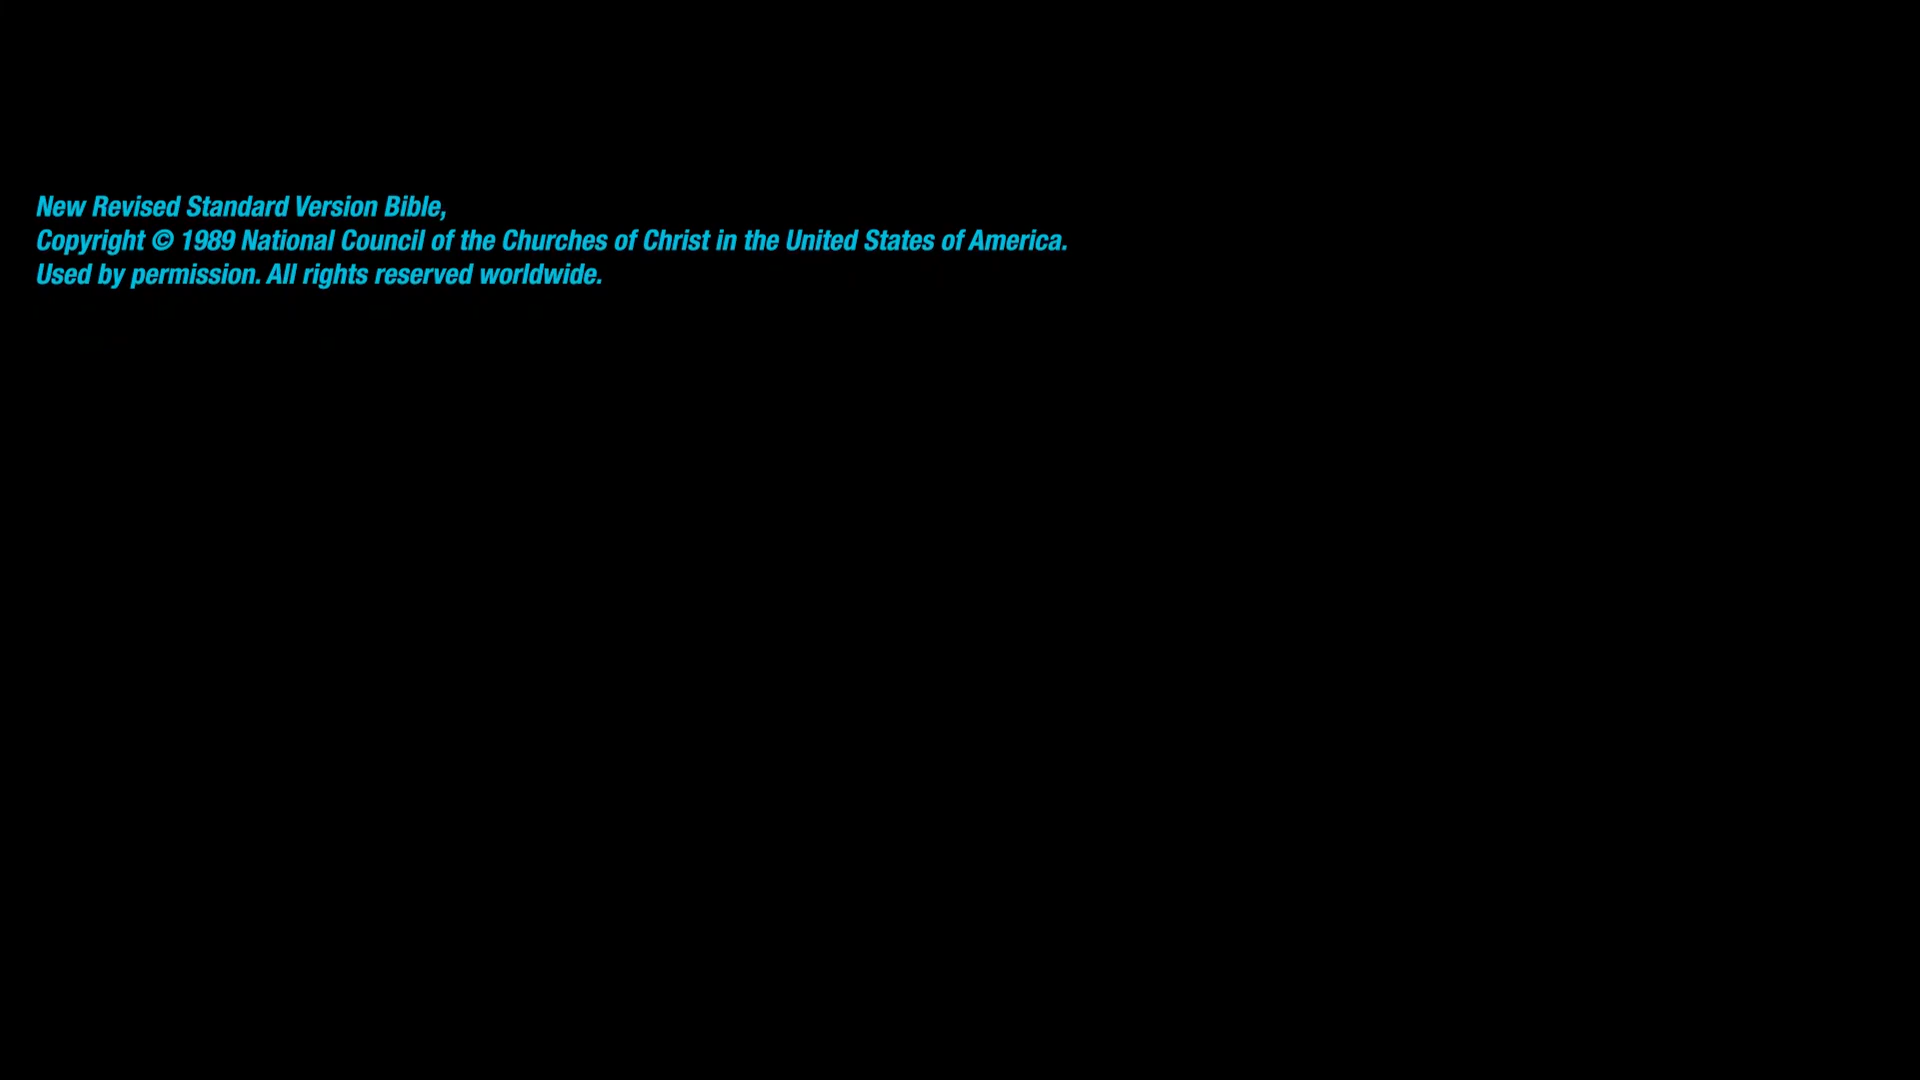 New Revised Standard Version Bible,
Copyright © 1989 National Council of the Churches of Christ in the United States of America.
Used by permission. All rights reserved worldwide.